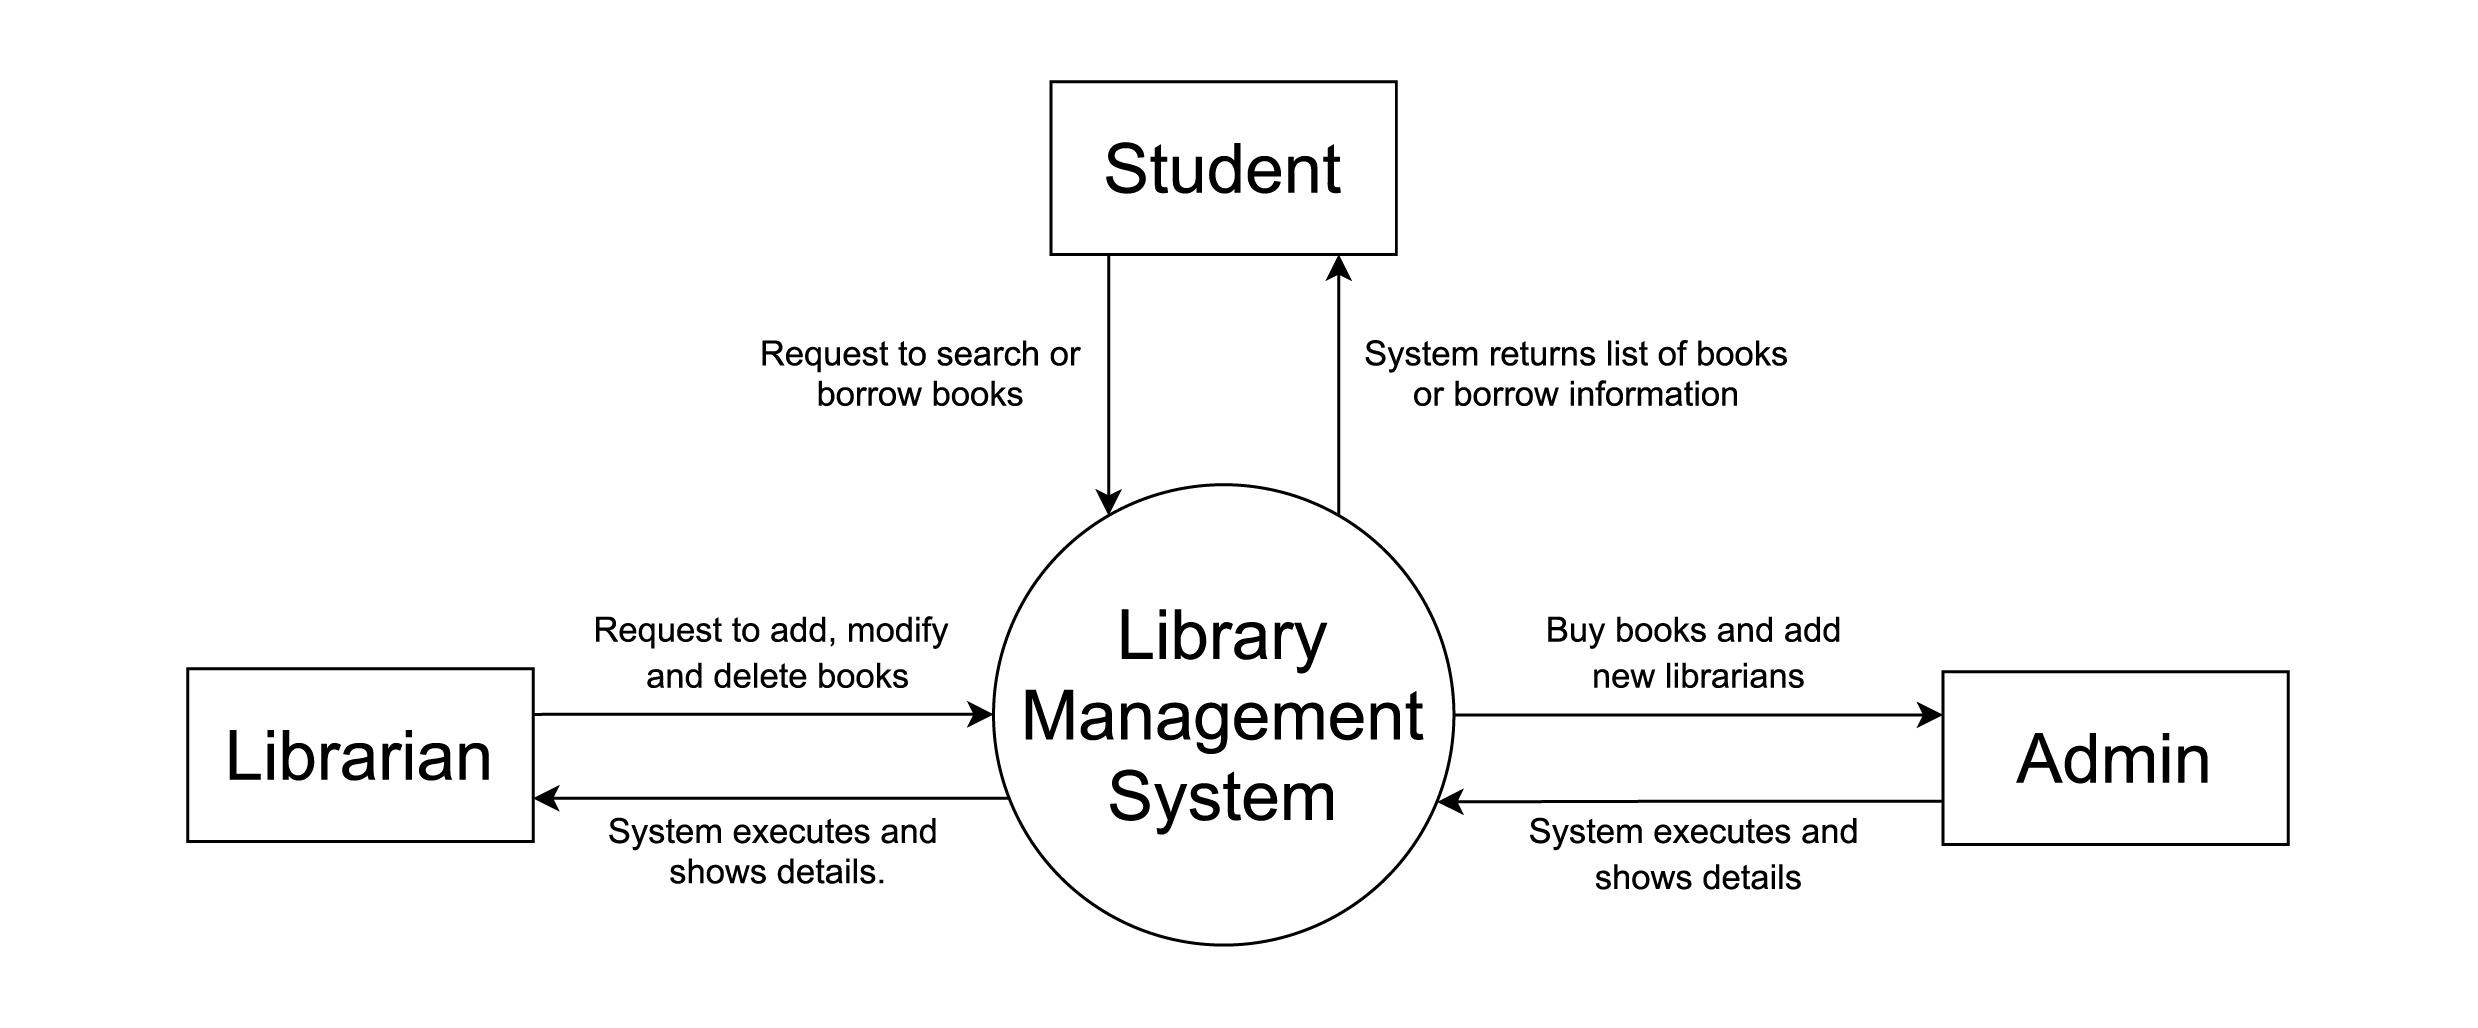 Student
Request to search or
borrow books
System returns list of books
or borrow information
Request to add, modify
and delete books
Librarian
System executes and
shows details.
Library
Management
System
Buy books and add
new librarians
Admin
System executes and
shows details